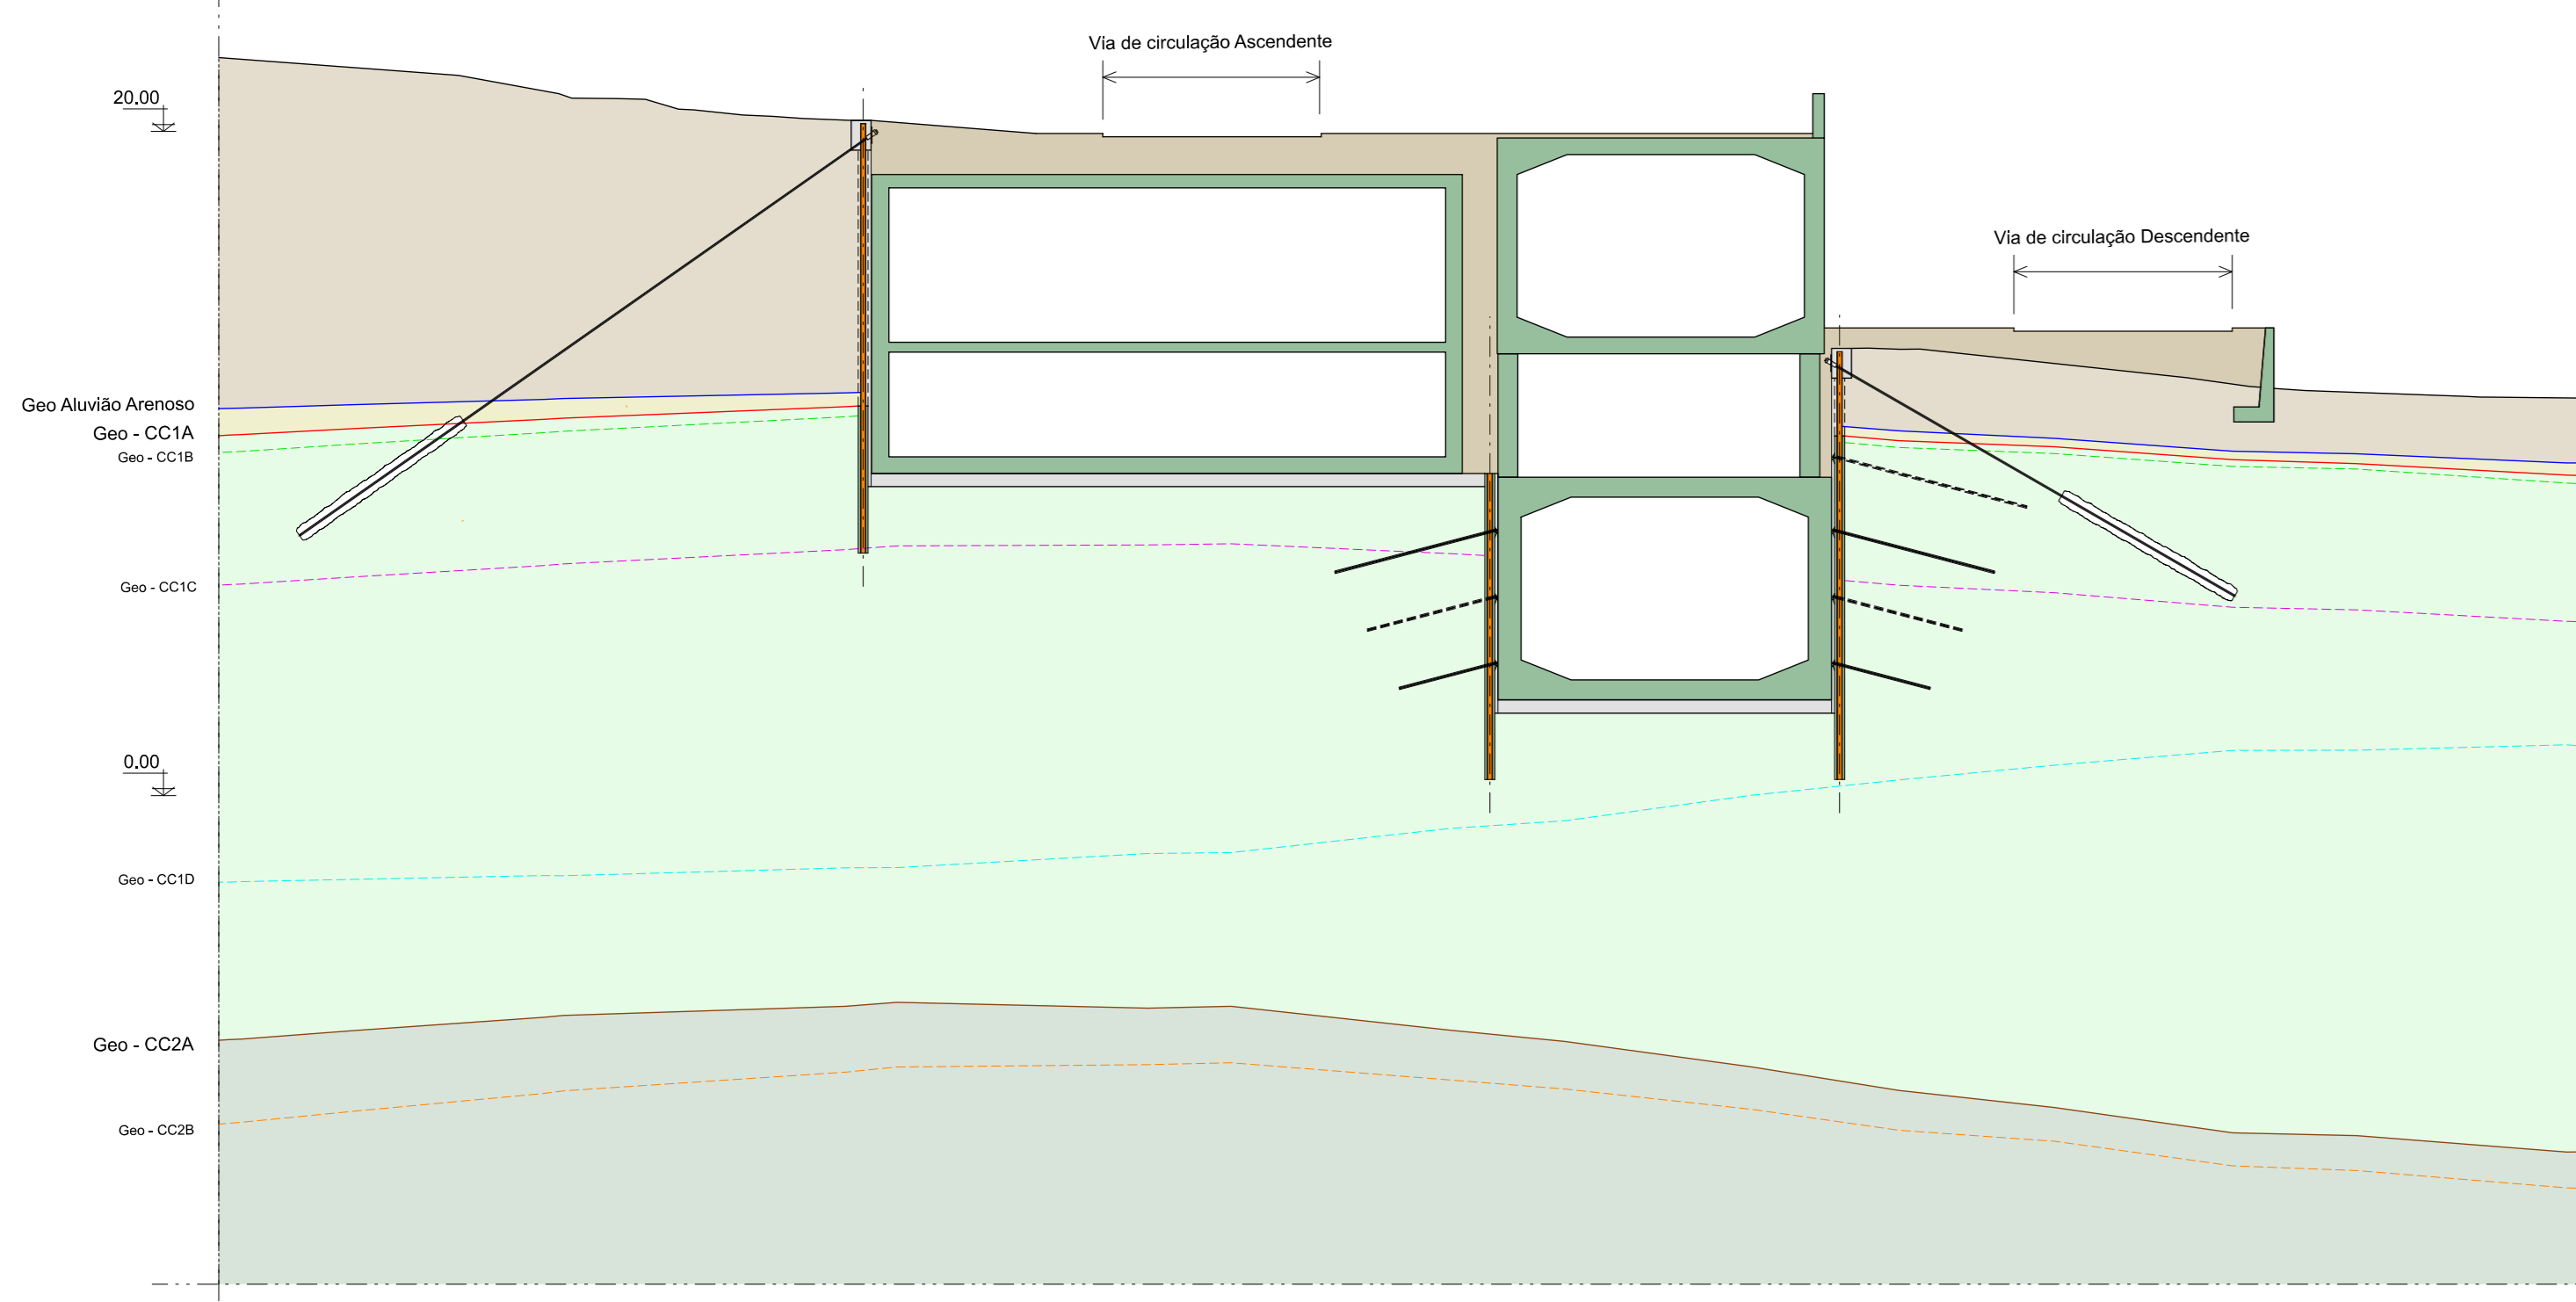 Via de circulação Ascendente
20.00
Via de circulação Descendente
Geo Aluvião Arenoso
Geo - CC1A
Geo - CC1B
Geo - CC1C
0.00
Geo - CC1D
Geo - CC2A
Geo - CC2B